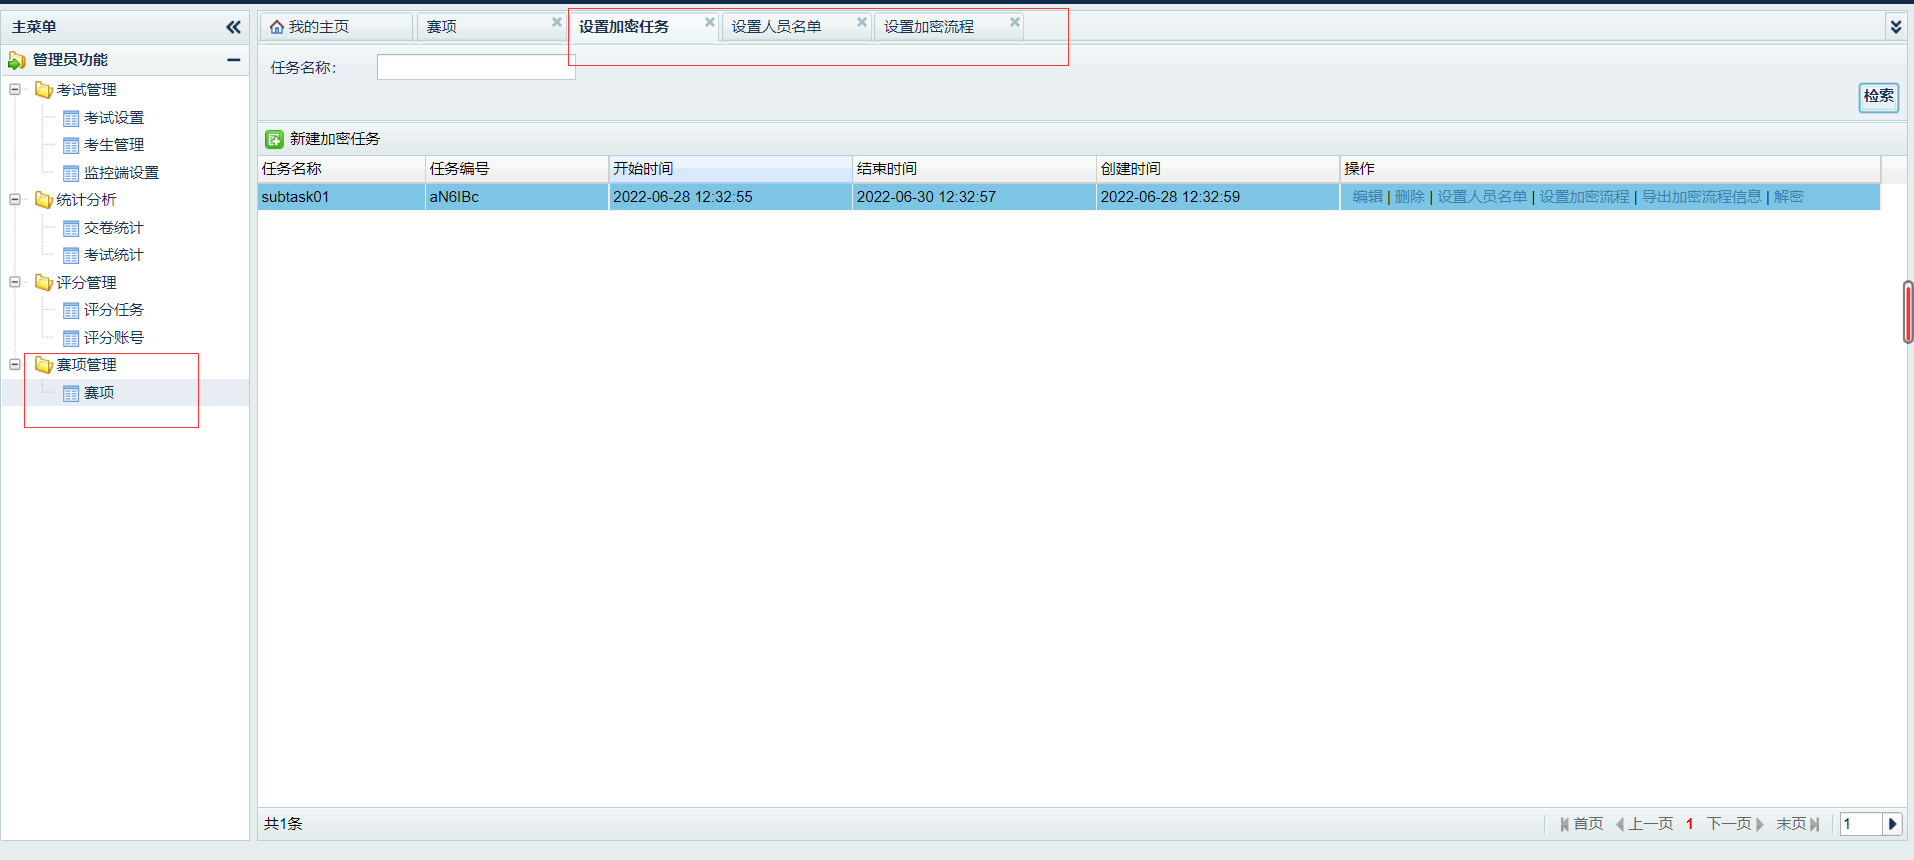 主菜单
管理员功能
考试管理
考试设置
考生管理
监控端设置
统计分析
交卷统计
考试统计
评分管理
评分任务
评分账号
赛项管理
赛项
我的主页 赛项 设置加密任务 设置人员名单 设置加密流程
任务名称：
检索
新建加密任务
任务名称 任务编号 开始时间 结束时间 创建时间 操作
subtask01 aN6IBc 2022-06-28 12:32:55 2022-06-30 12:32:57 2022-06-28 12:32:59 编辑 | 删除 | 设置人员名单 | 设置加密流程 | 导出加密流程信息 | 解密
共1条 首页 上一页 1 下一页 末页 1